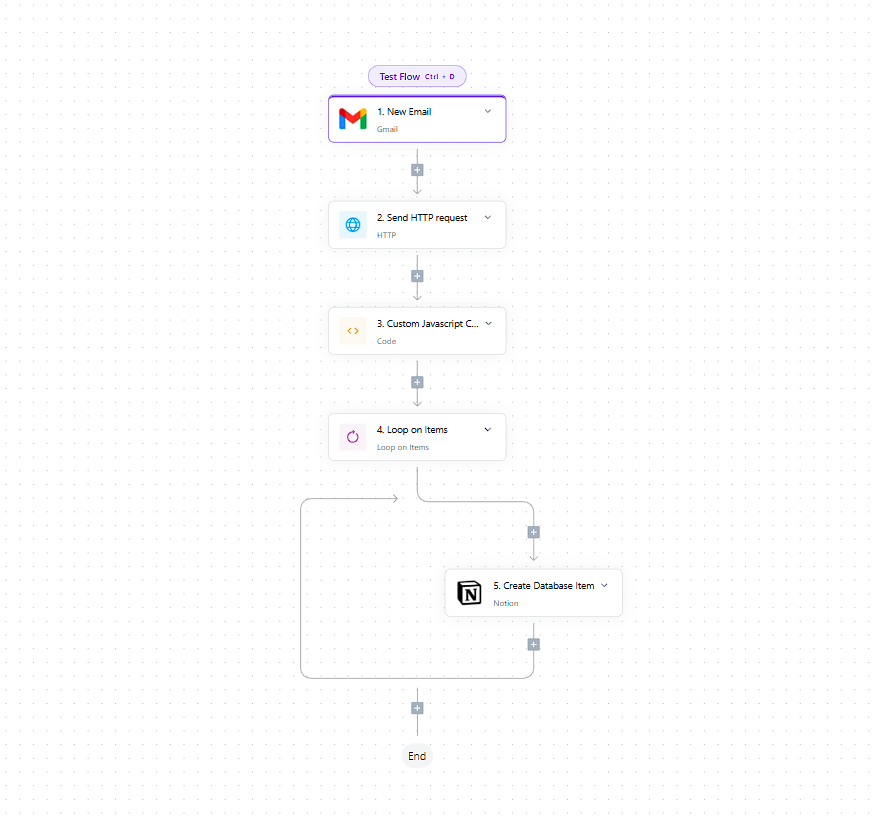 Test Flow Ctrl + D
1. New Email
Gmail
2. Send HTTP request
HTTP
3. Custom Javascript C...
Code
4. Loop on Items
Loop on Items
5. Create Database Item
Notion
End